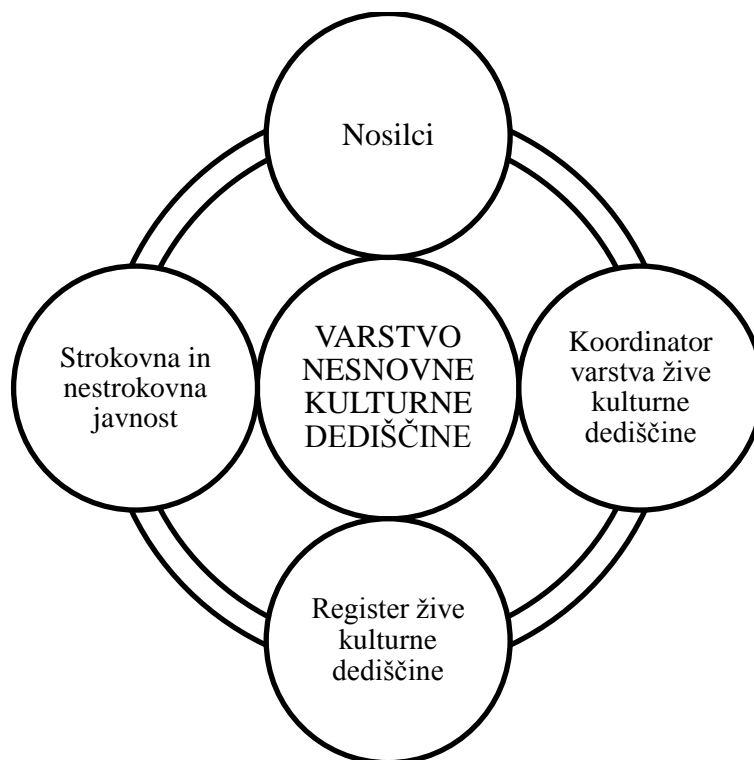 Nosilci
Strokovna in
nestrokovna
javnost
VARSTVO
NESNOVNE
KULTURNE
DEDIŠČINE
Koordinator
varstva žive
kulturne
dediščine
Register žive
kulturne
dediščine